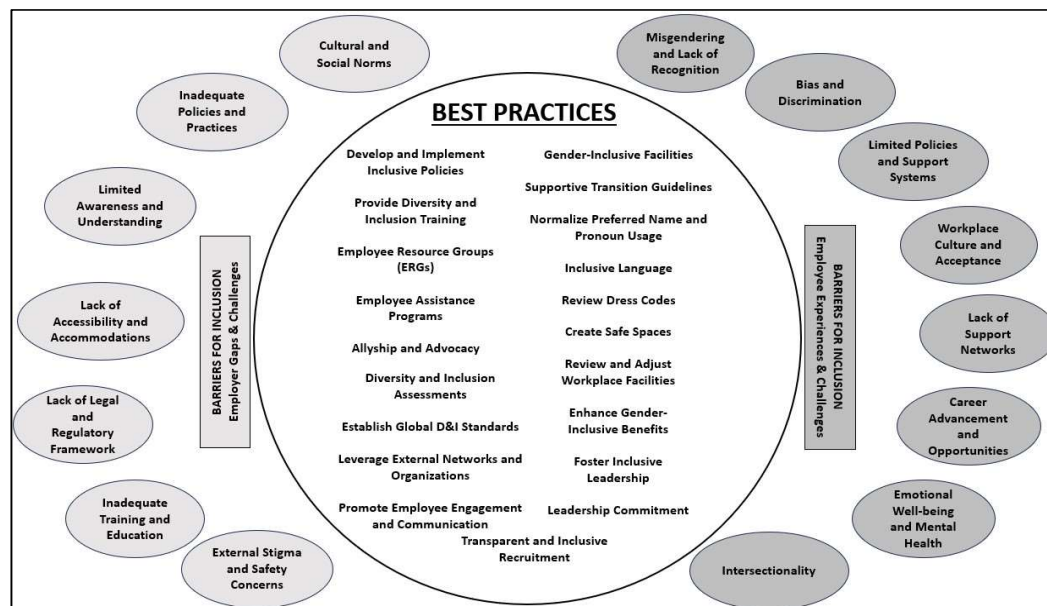 Cultural and
Social Norms
Inadequate
Policies and
Practices
Limited
Awareness and
Understanding
Lack of
Accessibility and
Accommodations
Lack of Legal
and
Regulatory
Framework
Inadequate
Training and
Education
External Stigma
and Safety
Concerns
BARRIERS FOR INCLUSION
Employer Gaps & Challenges
BEST PRACTICES
Develop and Implement
Inclusive Policies
Provide Diversity and
Inclusion Training
Employee Resource Groups
(ERGs)
Employee Assistance
Programs
Allyship and Advocacy
Diversity and Inclusion
Assessments
Establish Global D&I Standards
Leverage External Networks and
Organizations
Promote Employee Engagement
and Communication
Gender-Inclusive Facilities
Supportive Transition Guidelines
Normalize Preferred Name and
Pronoun Usage
Inclusive Language
Review Dress Codes
Create Safe Spaces
Review and Adjust
Workplace Facilities
Enhance Gender-
Inclusive Benefits
Foster Inclusive
Leadership
Leadership Commitment
Transparent and Inclusive
Recruitment
BARRIERS FOR INCLUSION
Employee Experiences & Challenges
Misgendering
and Lack of
Recognition
Bias and
Discrimination
Limited Policies
and Support
Systems
Workplace
Culture and
Acceptance
Lack of
Support
Networks
Career
Advancement
and
Opportunities
Emotional
Well-being
and Mental
Health
Intersectionality